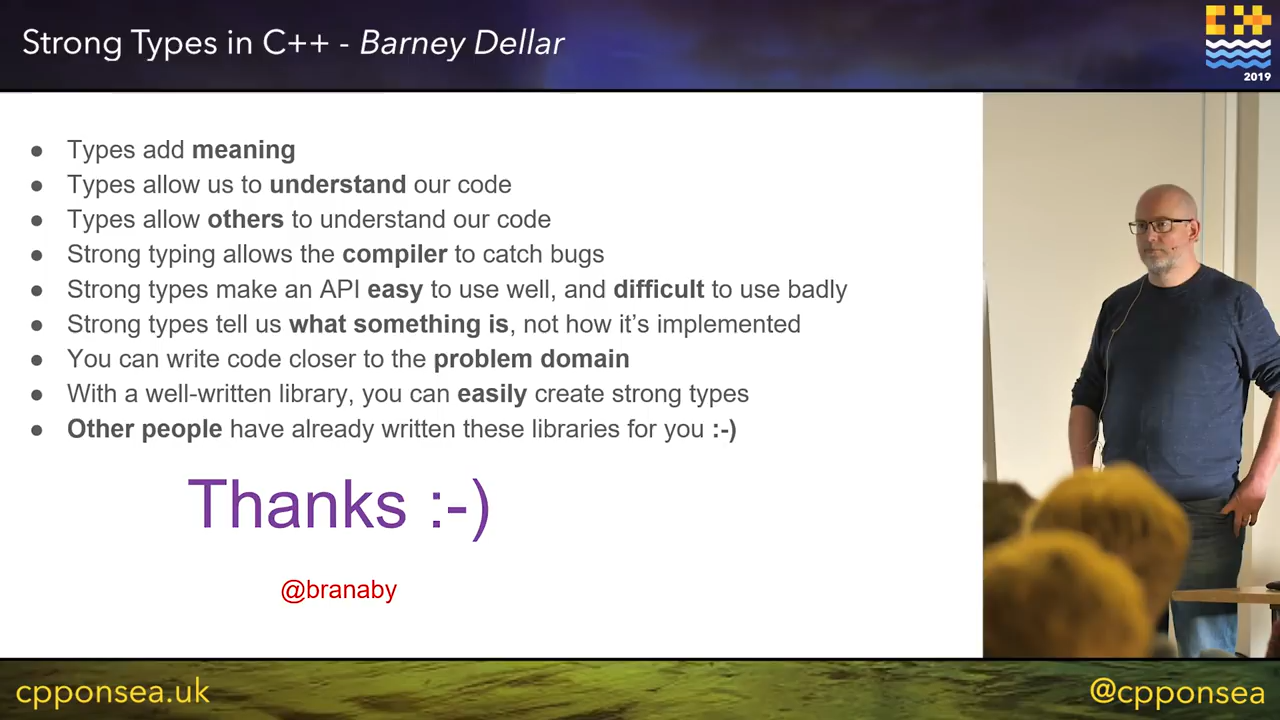 Strong Types in C++ - Barney Dellar
2019
● Types add meaning
● Types allow us to understand our code
● Types allow others to understand our code
● Strong typing allows the compiler to catch bugs
● Strong types make an API easy to use well, and difficult to use badly
● Strong types tell us what something is, not how it’s implemented
● You can write code closer to the problem domain
● With a well-written library, you can easily create strong types
● Other people have already written these libraries for you :-)
Thanks :-)
@branaby
cpponsea.uk
@cpponsea